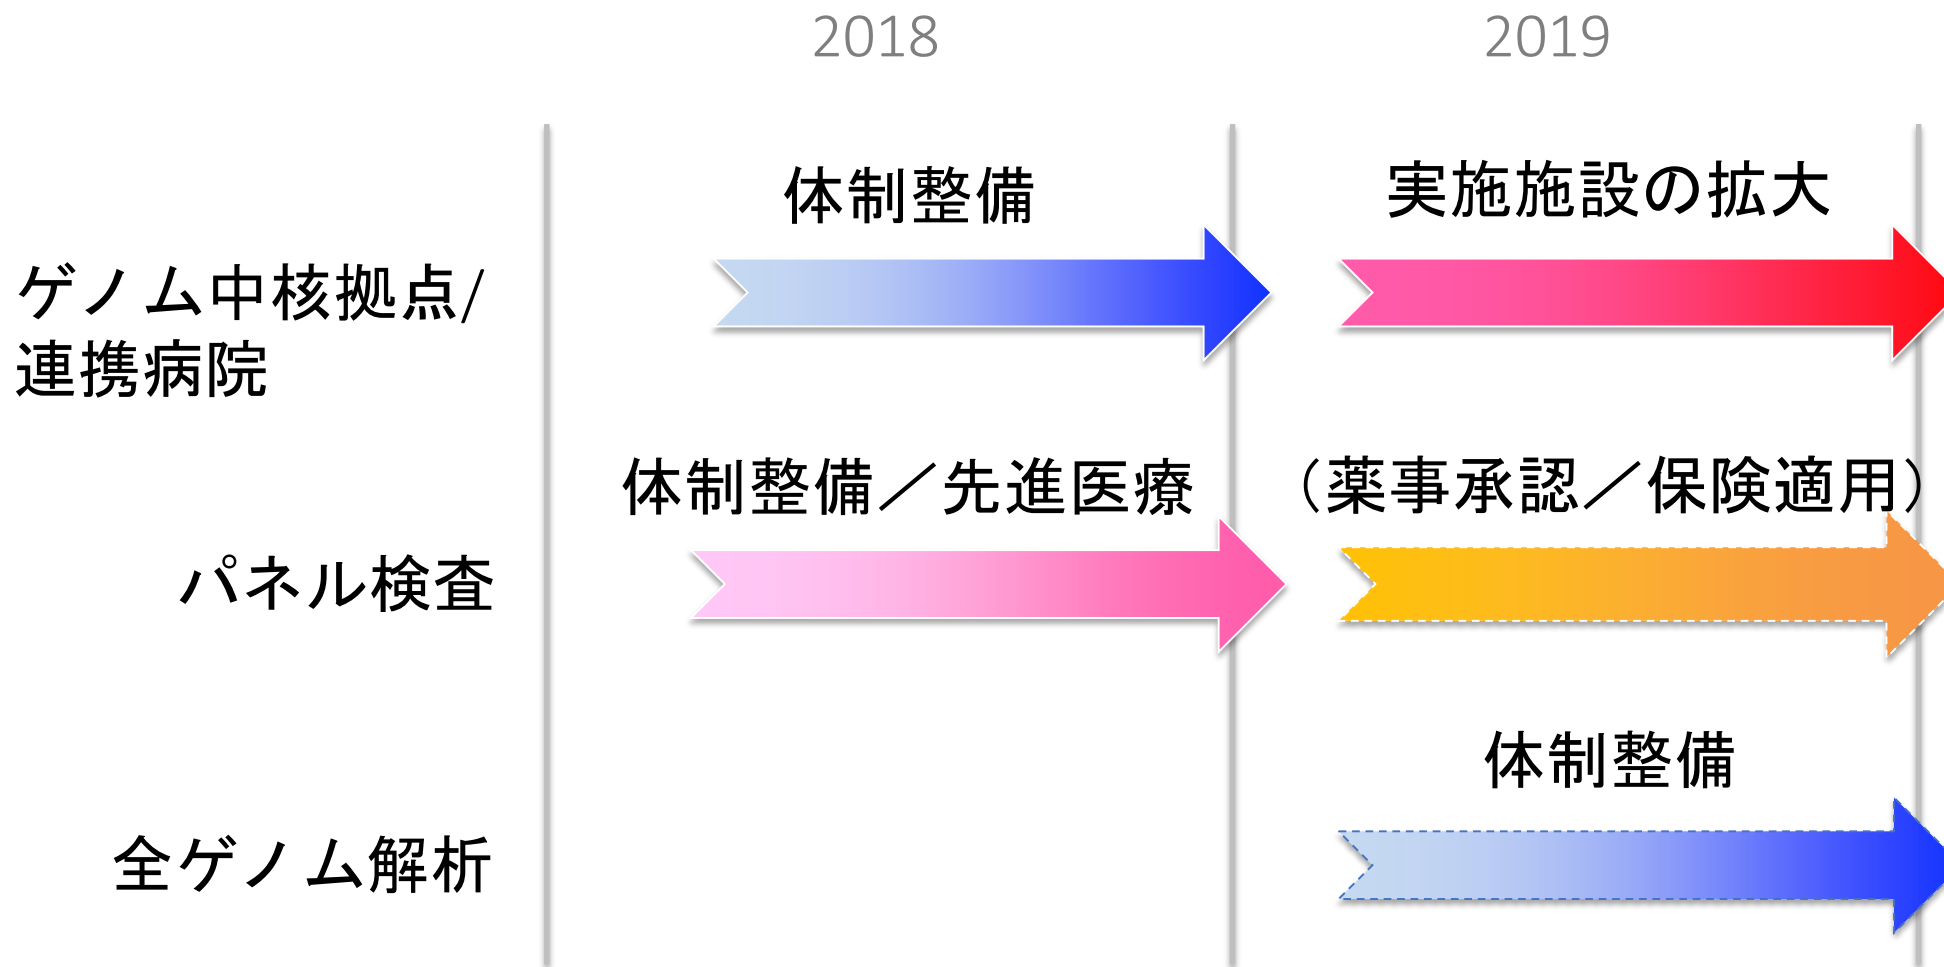 2018
2019
体制整備
実施施設の拡大
ゲノム中核拠点/
連携病院
体制整備／先進医療
（薬事承認／保険適用）
パネル検査
体制整備
全ゲノム解析